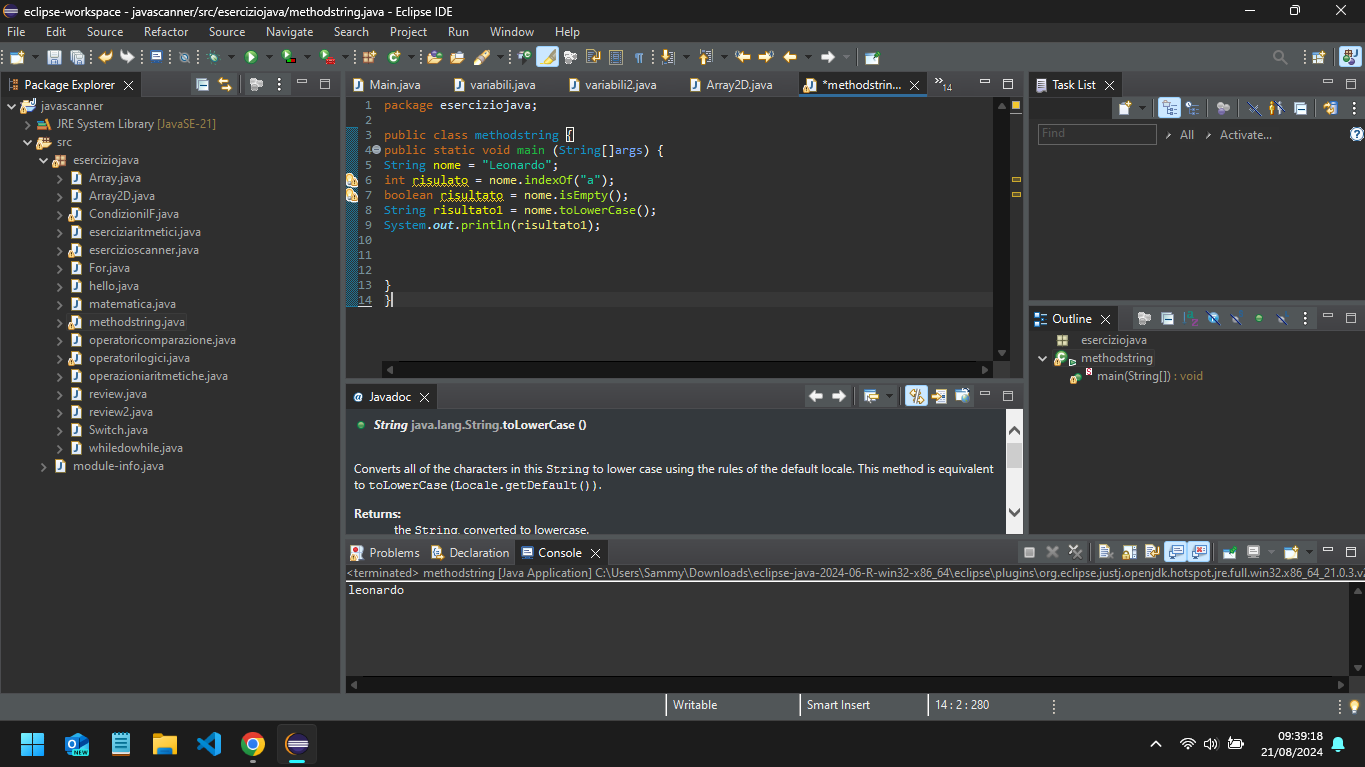 eclipse-workspace - javascanner/src/eserciziojava/methodstring.java - Eclipse IDE
File Edit Source Refactor Source Navigate Search Project Run Window Help
Package Explorer
javascanner
JRE System Library [JavaSE-21]
src
eserciziojava
Array.java
Array2D.java
CondizioniIF.java
eserciziaritmetici.java
esercizioscanner.java
For.java
hello.java
matematica.java
methodstring.java
operatoricomparazione.java
operatorilogici.java
operazioniaritmetiche.java
review.java
review2.java
Switch.java
whiledowhile.java
module-info.java
Main.java variabili.java variabili2.java Array2D.java *methodstrin... »14
1 package eserciziojava;
2
3 public class methodstring {
4 public static void main (String[]args) {
5 String nome = "Leonardo";
6 int risulato = nome.indexOf("a");
7 boolean risultato = nome.isEmpty();
8 String risultato1 = nome.toLowerCase();
9 System.out.println(risultato1);
10
11
12
13 }
14 }
Task List
Find All Activate...
Outline
eserciziojava
methodstring
main(String[]) : void
@ Javadoc
String java.lang.String.toLowerCase ()
Converts all of the characters in this String to lower case using the rules of the default locale. This method is equivalent
to toLowerCase(Locale.getDefault()).
Returns:
the String converted to lowercase.
Problems Declaration Console
<terminated> methodstring [Java Application] C:\Users\Sammy\Downloads\eclipse-java-2024-06-R-win32-x86_64\eclipse\plugins\org.eclipse.justj.openjdk.hotspot.jre.full.win32.x86_64_21.0.3.v2
leonardo
Writable Smart Insert 14 : 2 : 280
NEW
09:39:18
21/08/2024